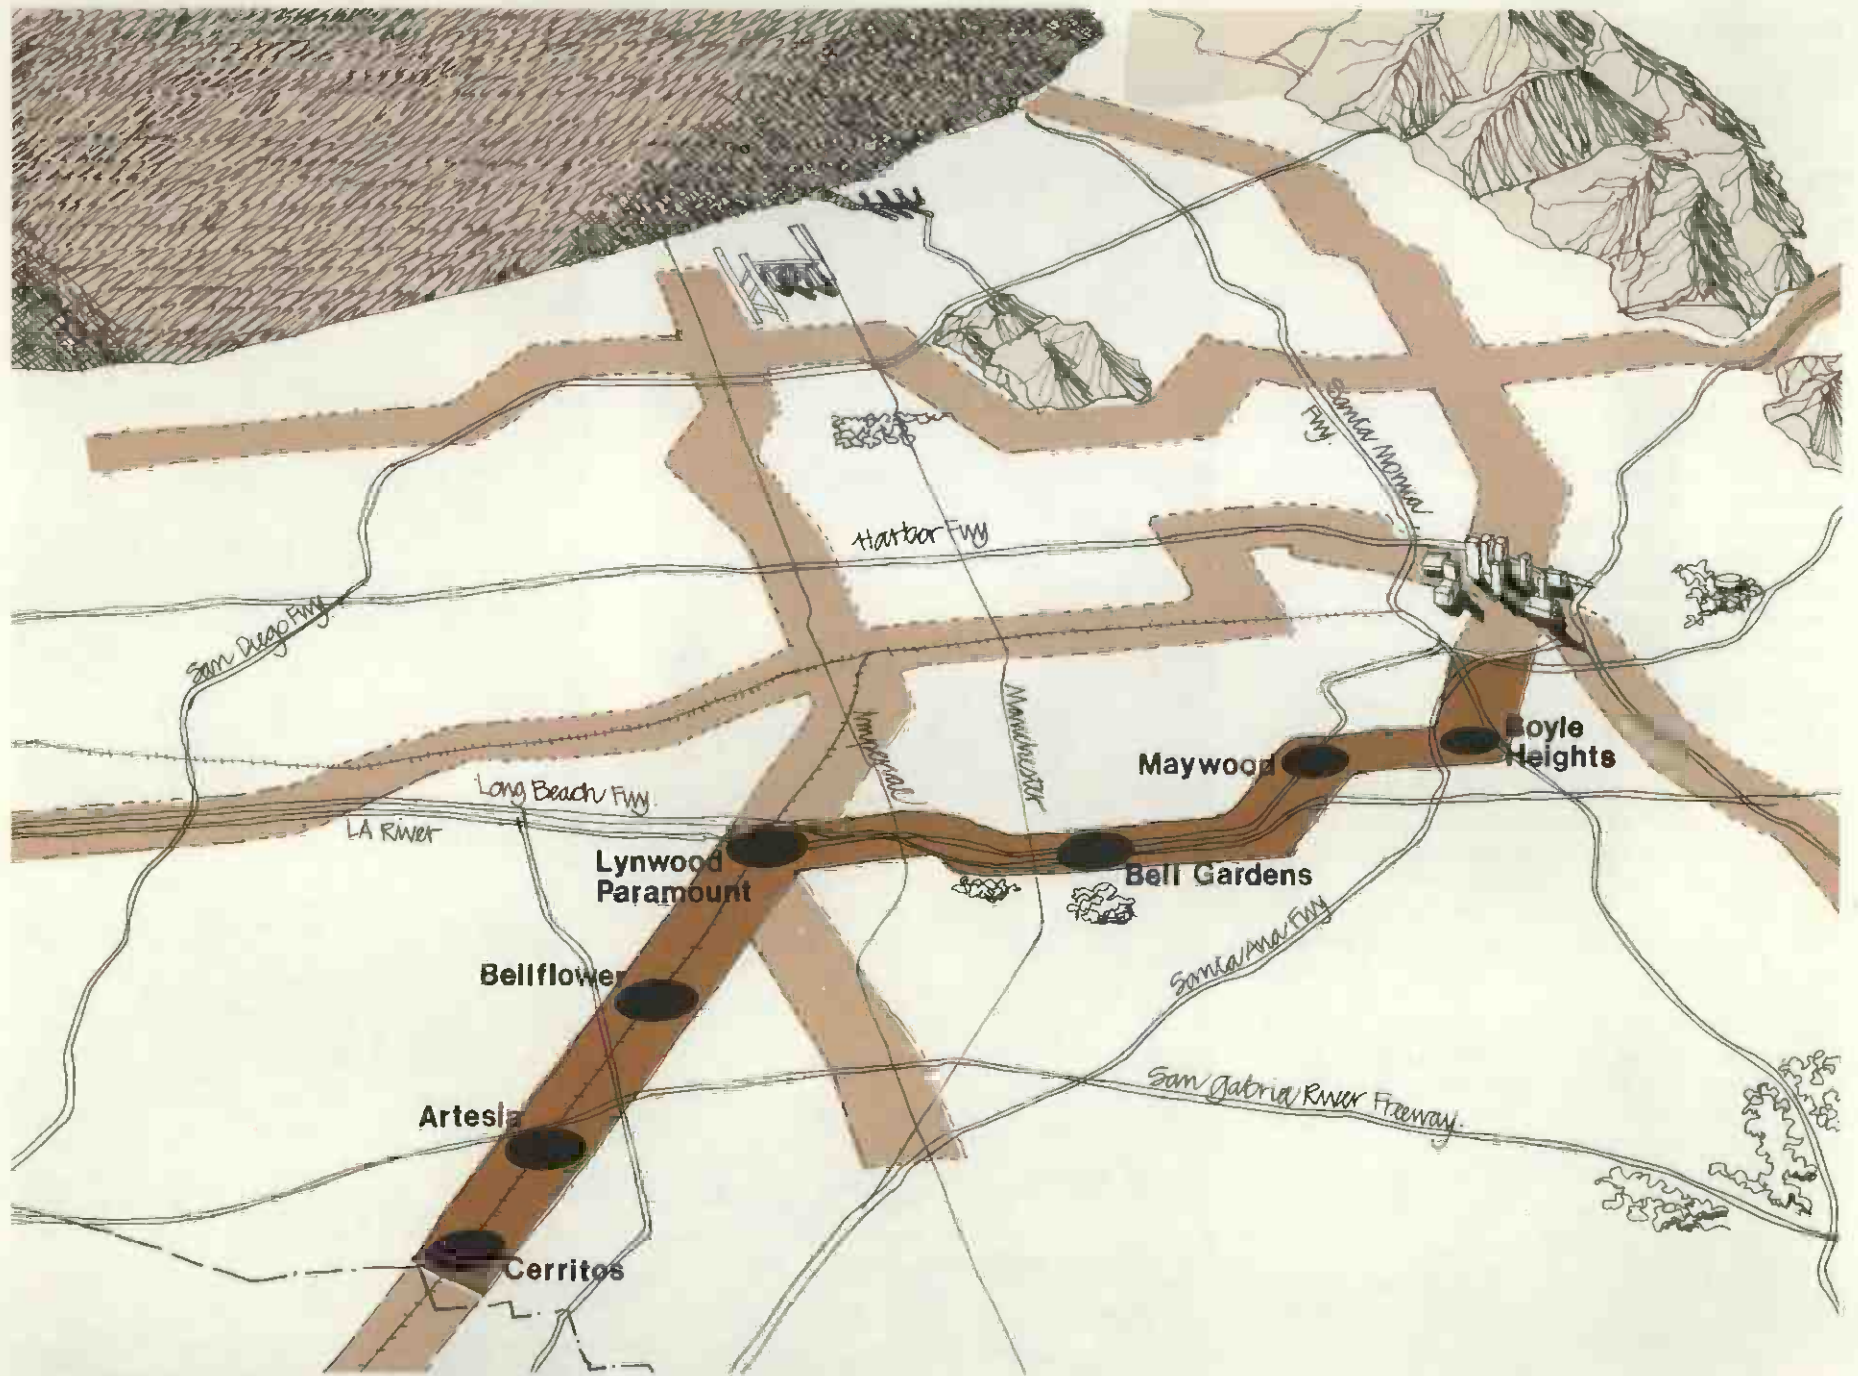 Santa Monica
Fwy.
Harbor Fwy
San Diego Fwy.
Manchester
Imperial
Boyle
Heights
Maywood
Long Beach Fwy.
LA River
Lynwood
Paramount
Bell Gardens
Santa Ana Fwy
Bellflower
San Gabriel River Freeway.
Artesia
Cerritos